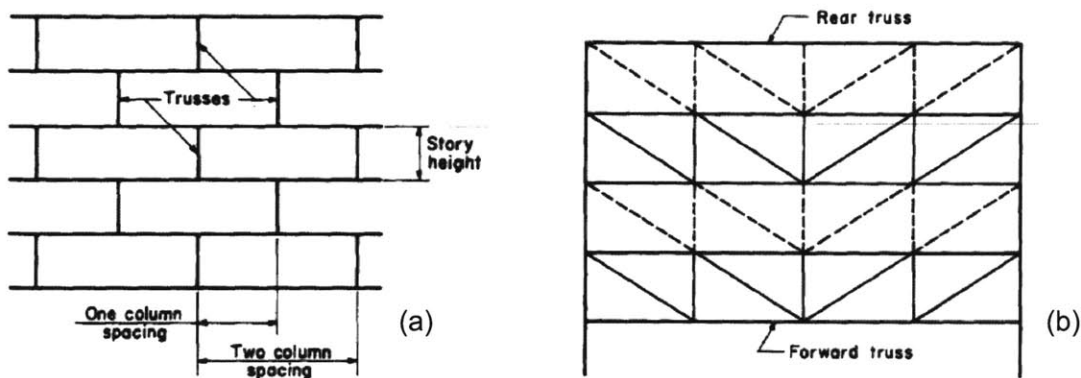 Trusses
Story
height
One column
spacing
Two column
spacing
(a)
Rear truss
Forward truss
(b)